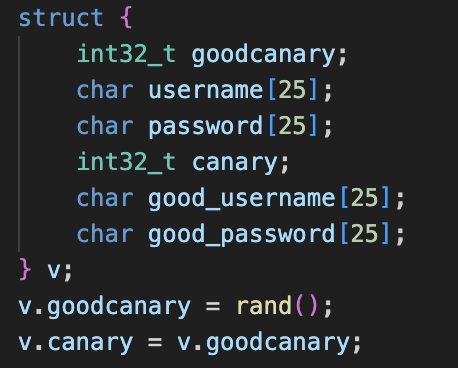 struct {
int32_t goodcanary;
char username[25];
char password[25];
int32_t canary;
char good_username[25];
char good_password[25];
} v;
v.goodcanary = rand();
v.canary = v.goodcanary;